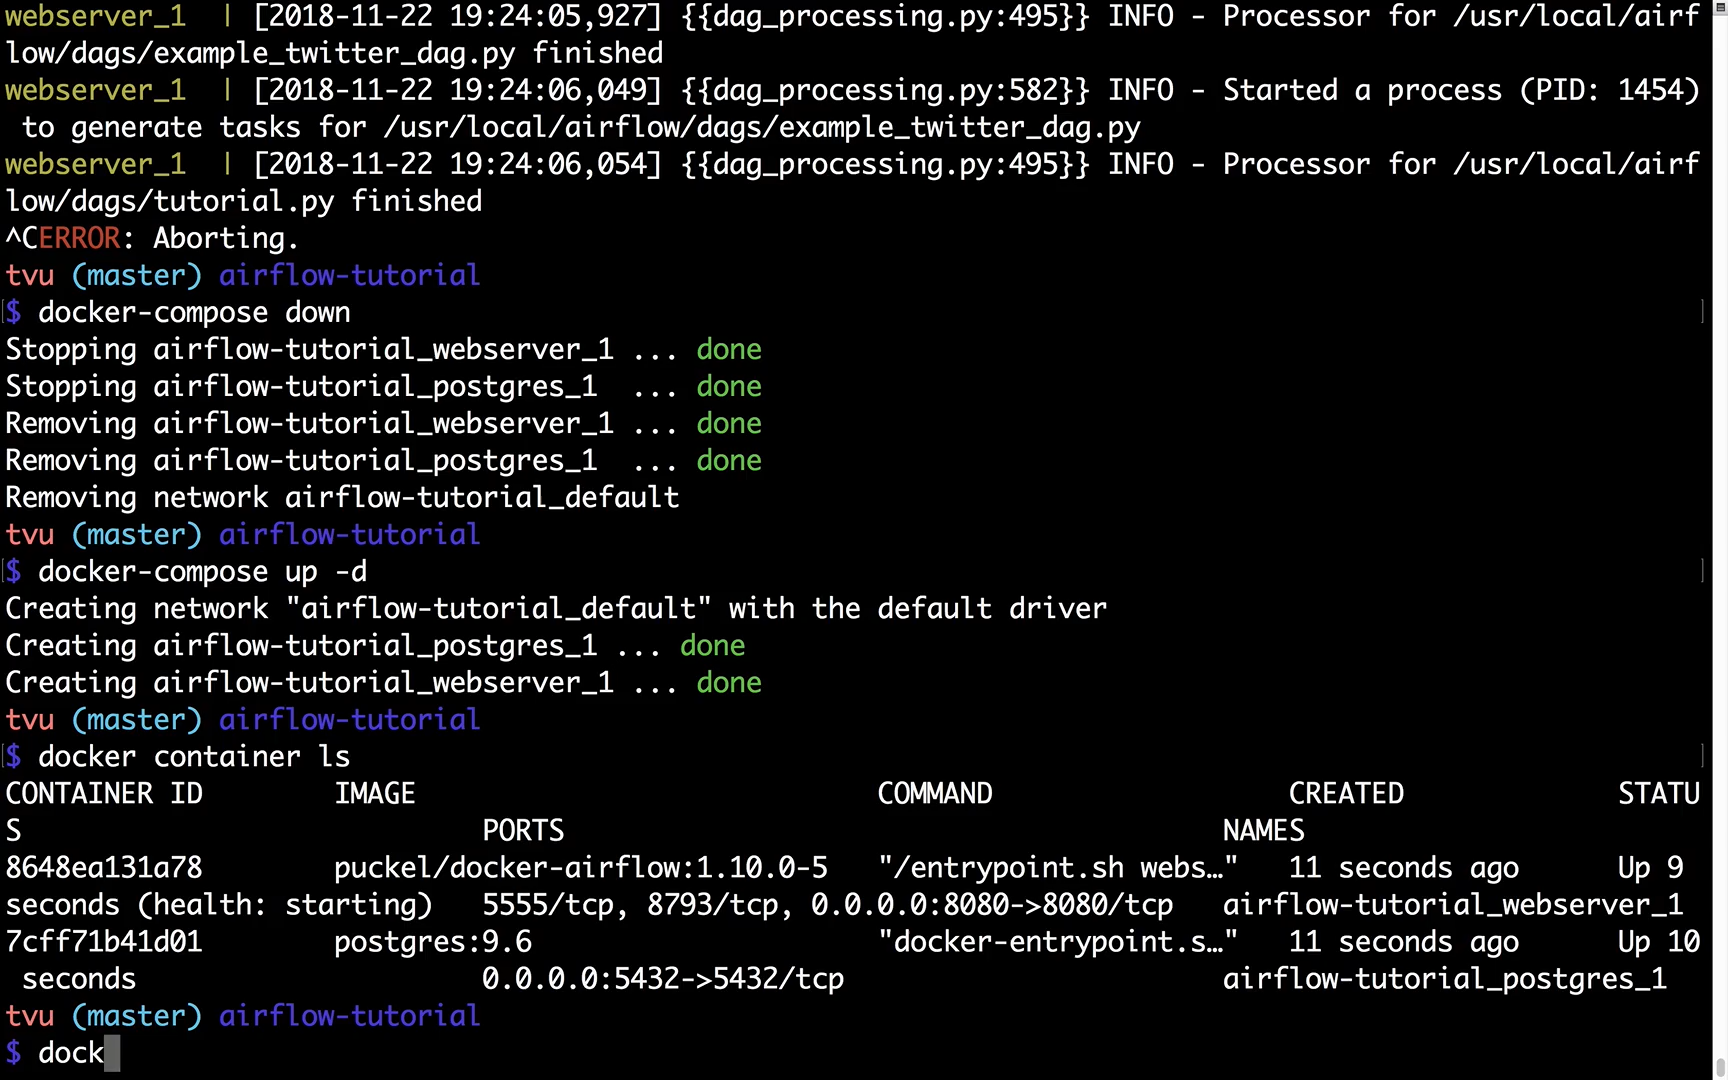 webserver_1  | [2018-11-22 19:24:05,927] {{dag_processing.py:495}} INFO - Processor for /usr/local/airf
low/dags/example_twitter_dag.py finished
webserver_1  | [2018-11-22 19:24:06,049] {{dag_processing.py:582}} INFO - Started a process (PID: 1454)
 to generate tasks for /usr/local/airflow/dags/example_twitter_dag.py
webserver_1  | [2018-11-22 19:24:06,054] {{dag_processing.py:495}} INFO - Processor for /usr/local/airf
low/dags/tutorial.py finished
^CERROR: Aborting.
tvu (master) airflow-tutorial
[$ docker-compose down ]
Stopping airflow-tutorial_webserver_1 ... done
Stopping airflow-tutorial_postgres_1  ... done
Removing airflow-tutorial_webserver_1 ... done
Removing airflow-tutorial_postgres_1  ... done
Removing network airflow-tutorial_default
tvu (master) airflow-tutorial
[$ docker-compose up -d ]
Creating network "airflow-tutorial_default" with the default driver
Creating airflow-tutorial_postgres_1 ... done
Creating airflow-tutorial_webserver_1 ... done
tvu (master) airflow-tutorial
[$ docker container ls ]
CONTAINER ID        IMAGE                            COMMAND                  CREATED             STATU
S                            PORTS                                        NAMES
8648ea131a78        puckel/docker-airflow:1.10.0-5   "/entrypoint.sh webs…"   11 seconds ago      Up 9
seconds (health: starting)   5555/tcp, 8793/tcp, 0.0.0.0:8080->8080/tcp   airflow-tutorial_webserver_1
7cff71b41d01        postgres:9.6                     "docker-entrypoint.s…"   11 seconds ago      Up 10
 seconds                     0.0.0.0:5432->5432/tcp                       airflow-tutorial_postgres_1
tvu (master) airflow-tutorial
$ dock